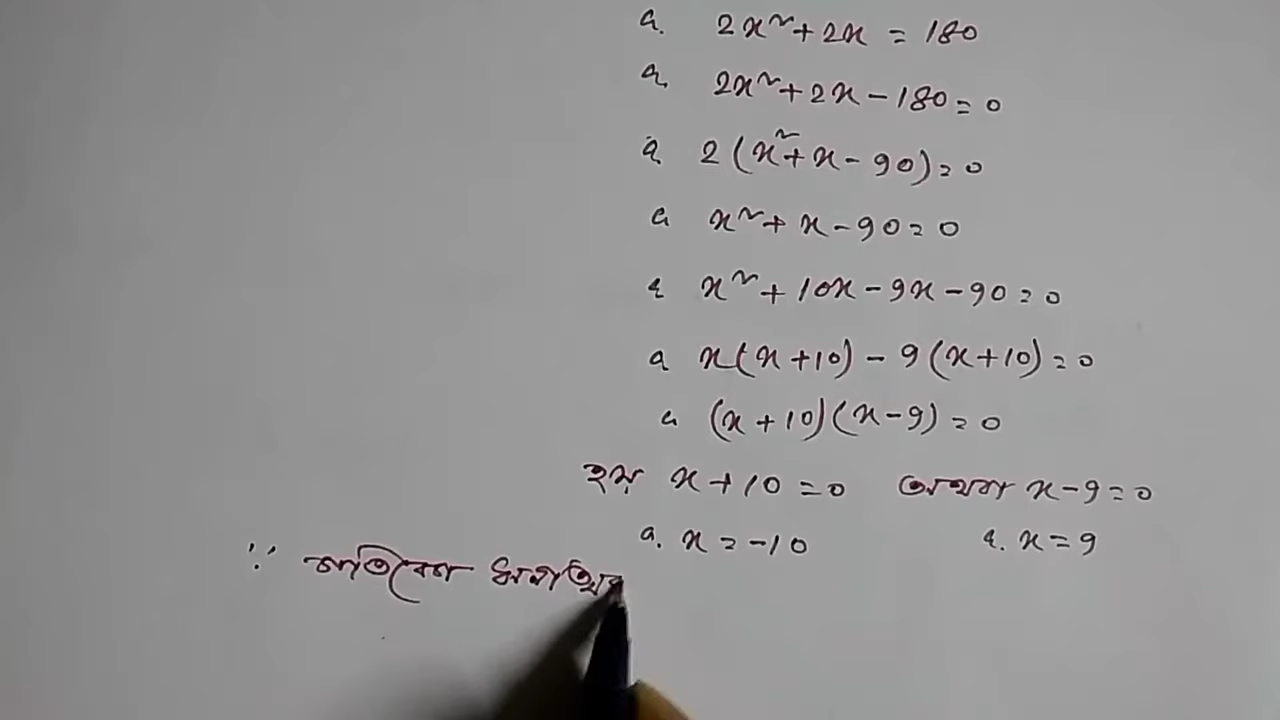 বা. 2x² + 2x = 180
বা, 2x² + 2x - 180 = 0
বা, 2(x² + x - 90) = 0
বা x² + x - 90 = 0
বা x² + 10x - 9x - 90 = 0
বা x(x + 10) - 9(x + 10) = 0
বা (x + 10)(x - 9) = 0
হয় x + 10 = 0 অথবা x - 9 = 0
বা. x = -10 বা. x = 9
∵ গতিবেগ